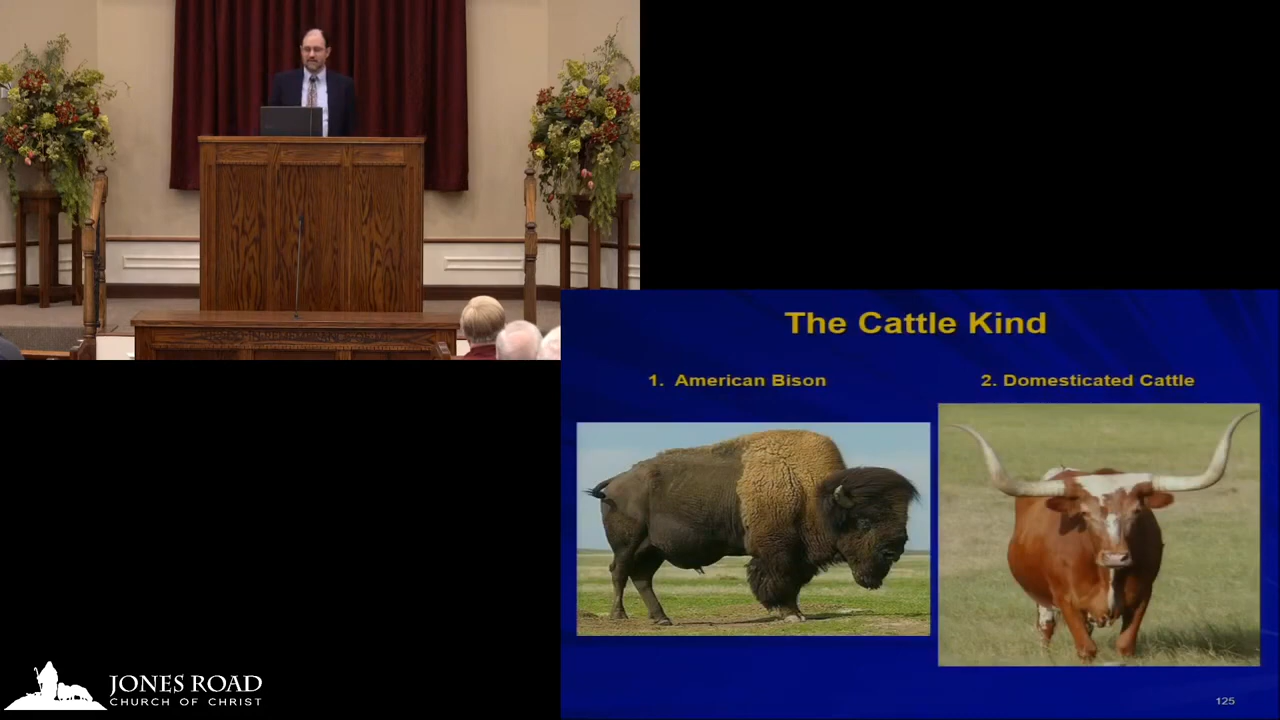 The Cattle Kind
1. American Bison
2. Domesticated Cattle
125
JONES ROAD
CHURCH OF CHRIST